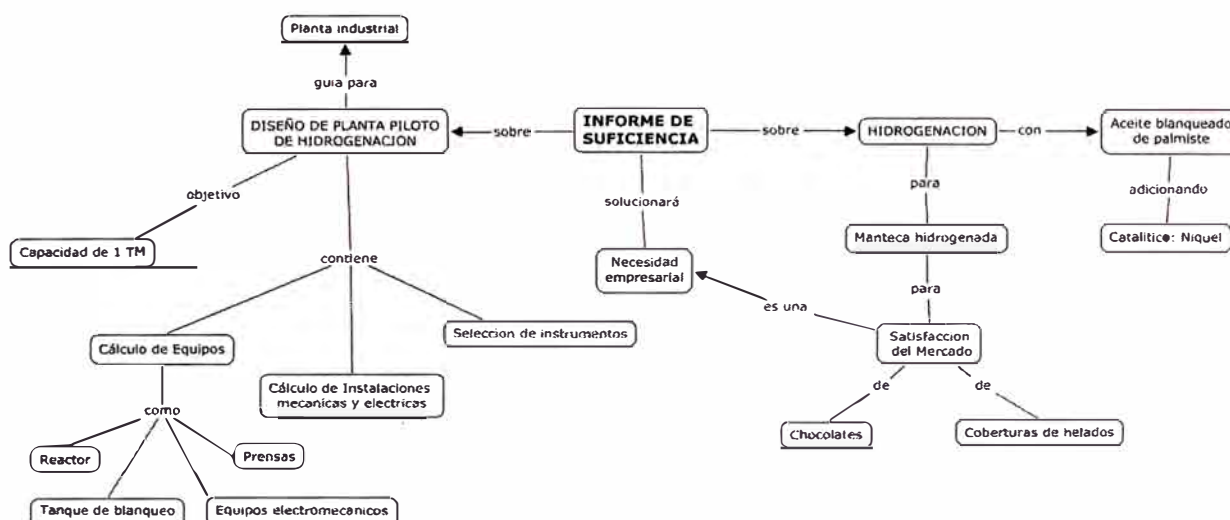 Planta industrial
guia para
DISEÑO DE PLANTA PILOTO
DE HIDROGENACION
sobre
INFORME DE
SUFICIENCIA
sobre
HIDROGENACION
con
Aceite blanqueado
de palmiste
objetivo
solucionará
para
adicionando
Capacidad de 1 TM
Manteca hidrogenada
Catalitico: Niquel
contiene
Necesidad
empresarial
para
es una
Seleccion de instrumentos
Satisfaccion
del Mercado
Cálculo de Equipos
Cálculo de Instalaciones
mecanicas y electricas
de
de
como
Chocolates
Coberturas de helados
Reactor
Prensas
Tanque de blanqueo
Equipos electromecanicos